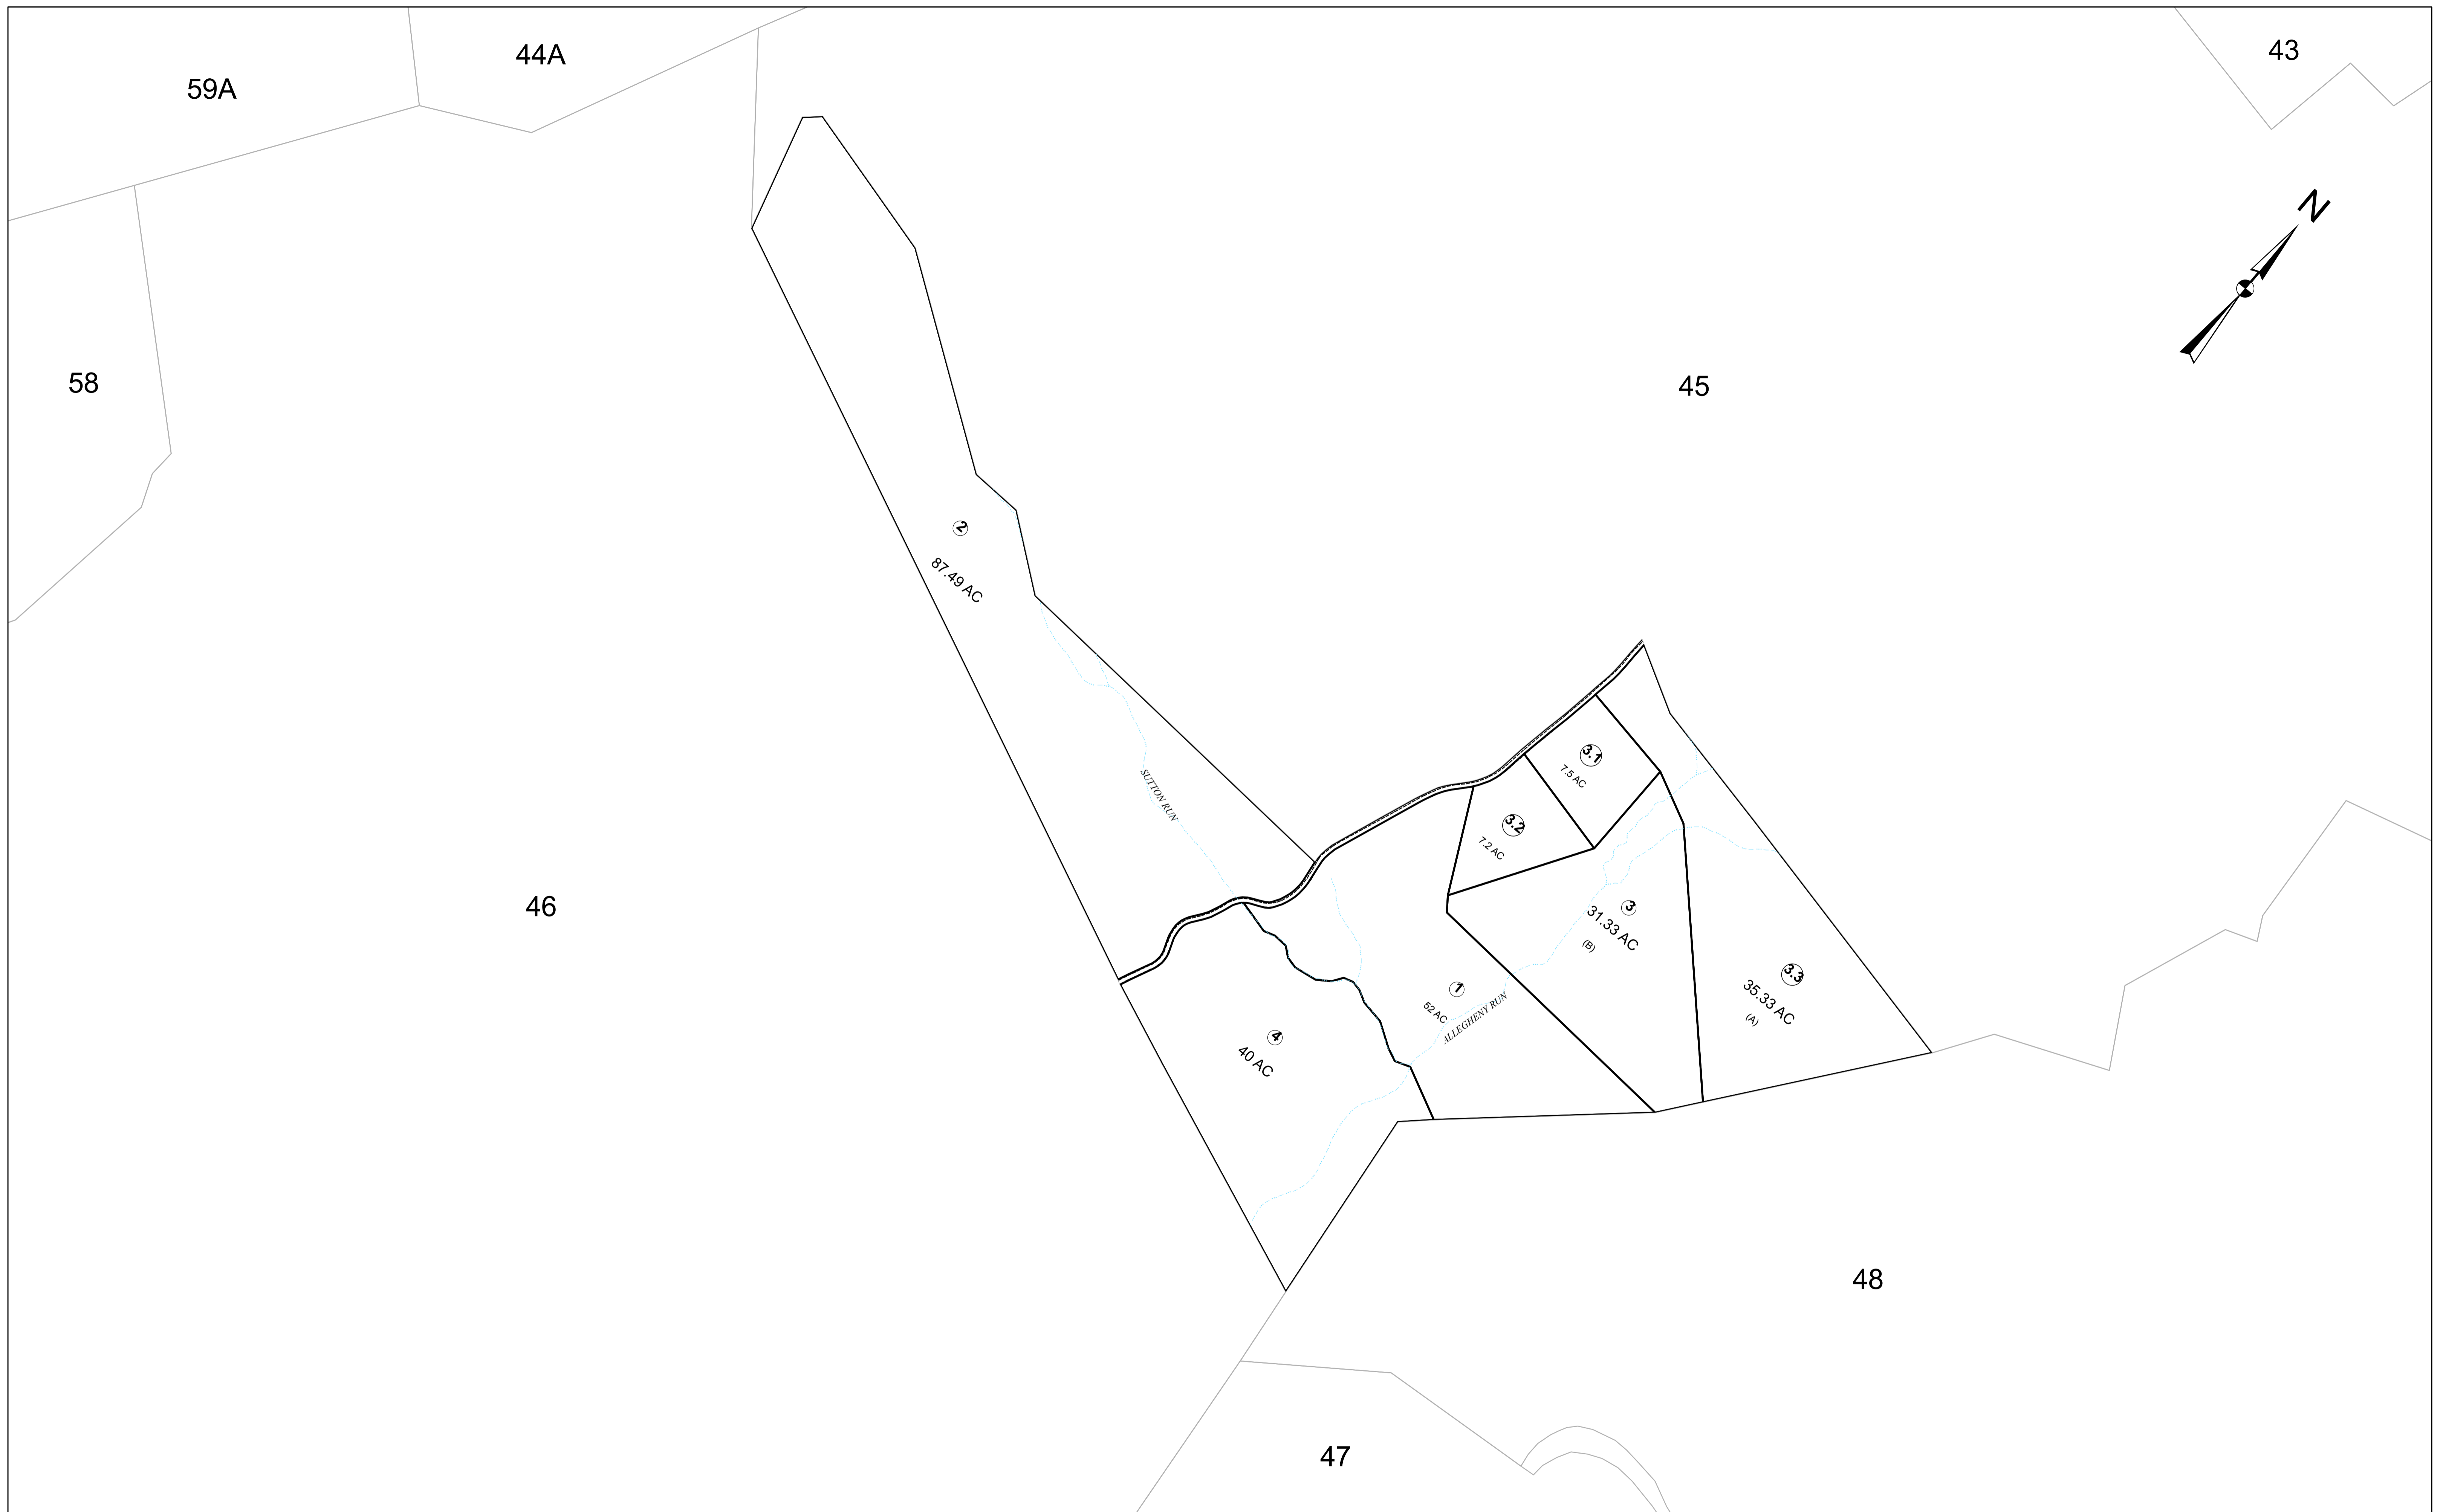 44A
43
59A
N
58
45
2
87.49 AC
3.1
7.5 AC
SUTTON RUN
3.2
7.2 AC
46
3
31.33 AC
(B)
3.3
35.33 AC
(A)
1
52 AC
ALLEGHENY RUN
4
40 AC
48
47